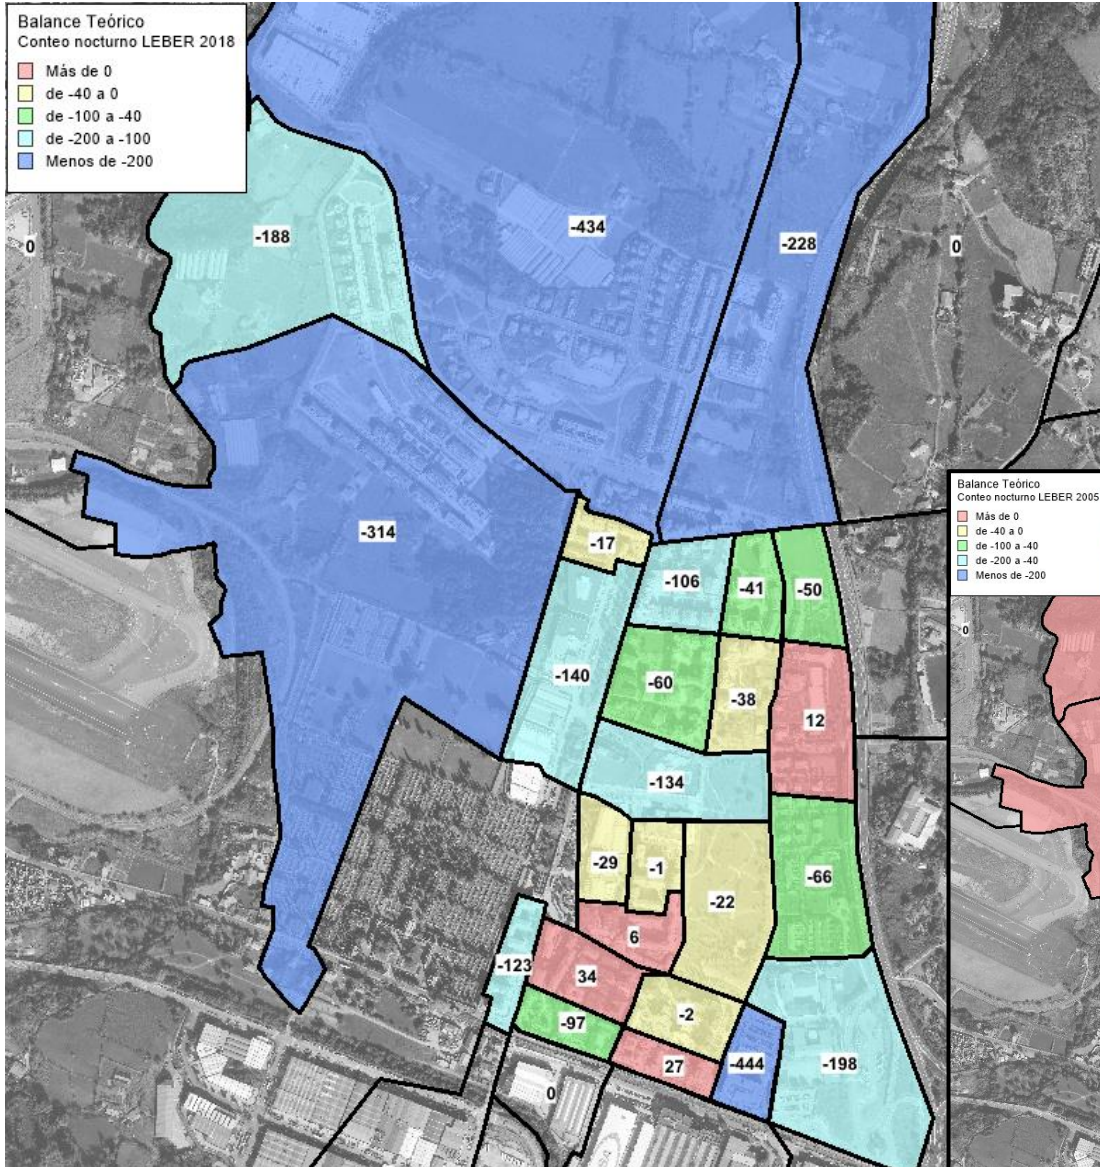 Balance Teórico
Conteo nocturno LEBER 2018
Más de 0
de -40 a 0
de -100 a -40
de -200 a -100
Menos de -200
-434
-188
-228
0
0
Balance Teórico
Conteo nocturno LEBER 2005
Más de 0
de -40 a 0
de -100 a -40
de -200 a -40
Menos de -200
-314
-17
-106
-41
-50
0
-140
-60
-38
12
-134
-29
-1
-66
-22
6
-123
34
-2
-97
27
-444
-198
0